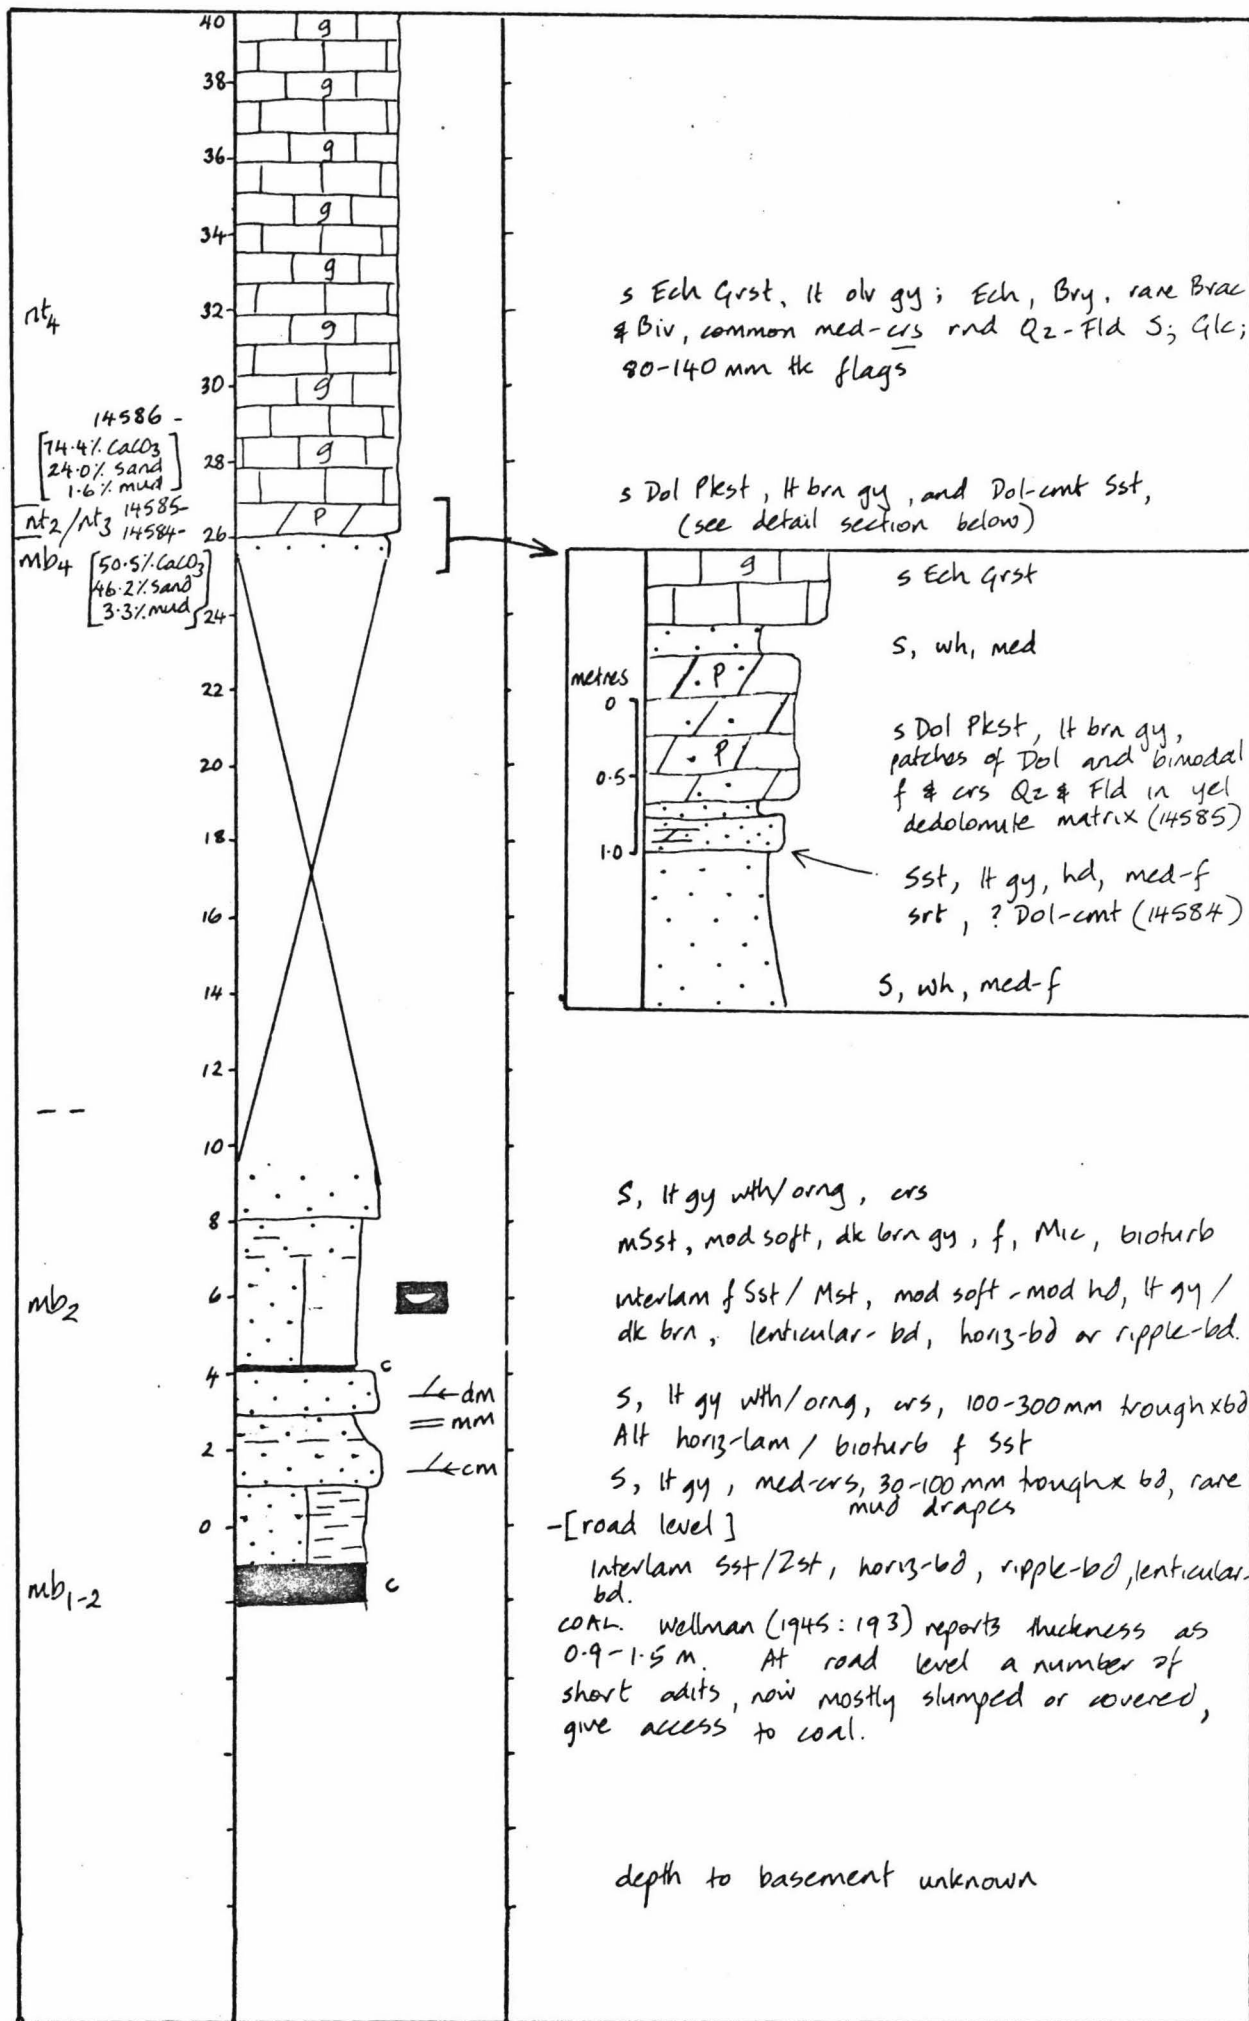 40
g
38
g
36
g
34
g
g
nt4
32
g
30
g
14586 -
[74.4% CaCO3
24.0% sand
1.6% mud]
28
g
nt2/nt3 14585-
14584-
P
26
mb4
[50.5% CaCO3
46.2% sand
3.3% mud]
24
22
20
18
16
14
12
10
8
6
mb2
4
c
dm
mm
2
cm
0
c
mb1-2
s Ech Grst, lt olv gy; Ech, Bry, rare Brac
& Biv, common med-crs rnd Qz-Fld S; Glc;
80-140 mm tk flags
s Dol Pkst, lt brn gy, and Dol-cmt Sst,
(see detail section below)
g
s Ech Grst
S, wh, med
metres
P
0
P
0.5
1.0
s Dol Pkst, lt brn gy,
patches of Dol and bimodal
f & crs Qz & Fld in yel
dedolomite matrix (14585)
Sst, lt gy, hd, med-f
srt, ? Dol-cmt (14584)
S, wh, med-f
S, lt gy wth/orng, crs
mSst, mod soft, dk brn gy, f, Mic, bioturb
interlam f Sst/Mst, mod soft-mod hd, lt gy/
dk brn, lenticular-bd, horiz-bd or ripple-bd.
S, lt gy wth/orng, crs, 100-300mm trough xbd
Alt horiz-lam / bioturb f Sst
S, lt gy, med-crs, 30-100 mm trough x bd, rare
mud drapes
-[road level]
Interlam Sst/Zst, horiz-bd, ripple-bd, lenticular-
bd.
COAL. Wellman (1945:193) reports thickness as
0.9-1.5 m. At road level a number of
short adits, now mostly slumped or covered,
give access to coal.
depth to basement unknown